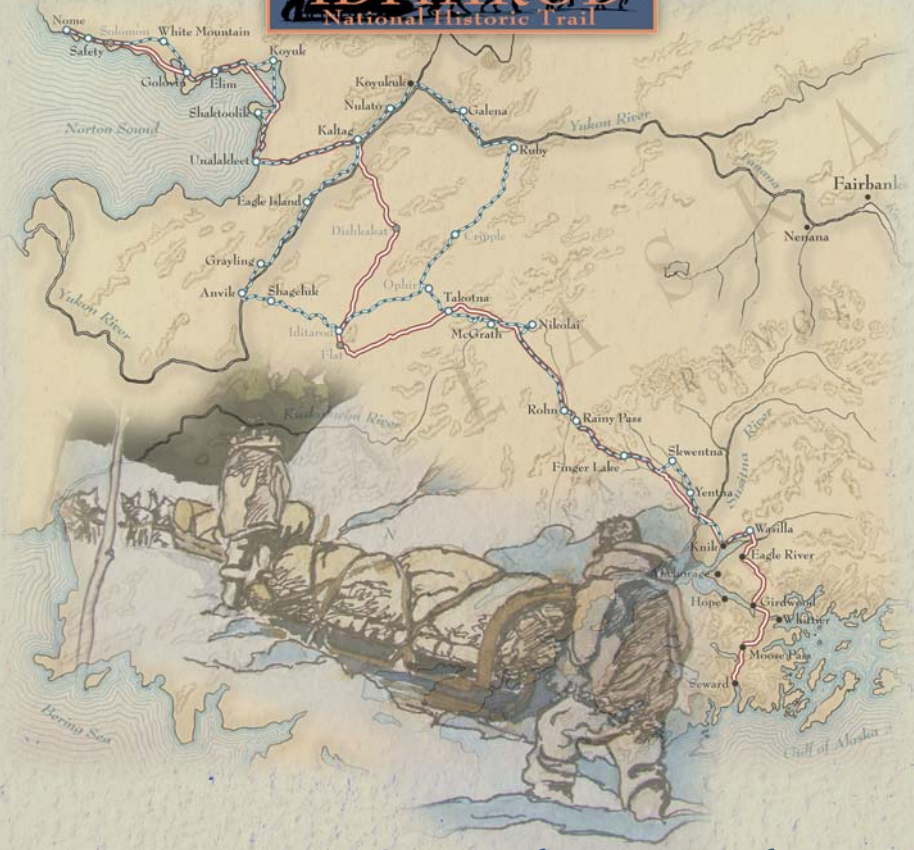 National Historic Trail
Nome
Solomon
White Mountain
Safety
Koyuk
Golovin
Elim
Koyukuk
Shaktoolik
Nulato
Galena
Norton Sound
Kaltag
Yukon River
Ruby
Unalakleet
Tanana
Eagle Island
Fairbanks
Dishkakat
Cripple
Nenana
Grayling
Anvik
Shageluk
Ophir
Takotna
Yukon River
Iditarod
McGrath
Nikolai
Flat
A L A S K A
R A N G E
Kuskokwim River
Rohn
Rainy Pass
Skwentna
Finger Lake
Susitna River
Yentna
Wasilla
Knik
Eagle River
Anchorage
Hope
Girdwood
Whittier
Moose Pass
Seward
Bering Sea
Gulf of Alaska